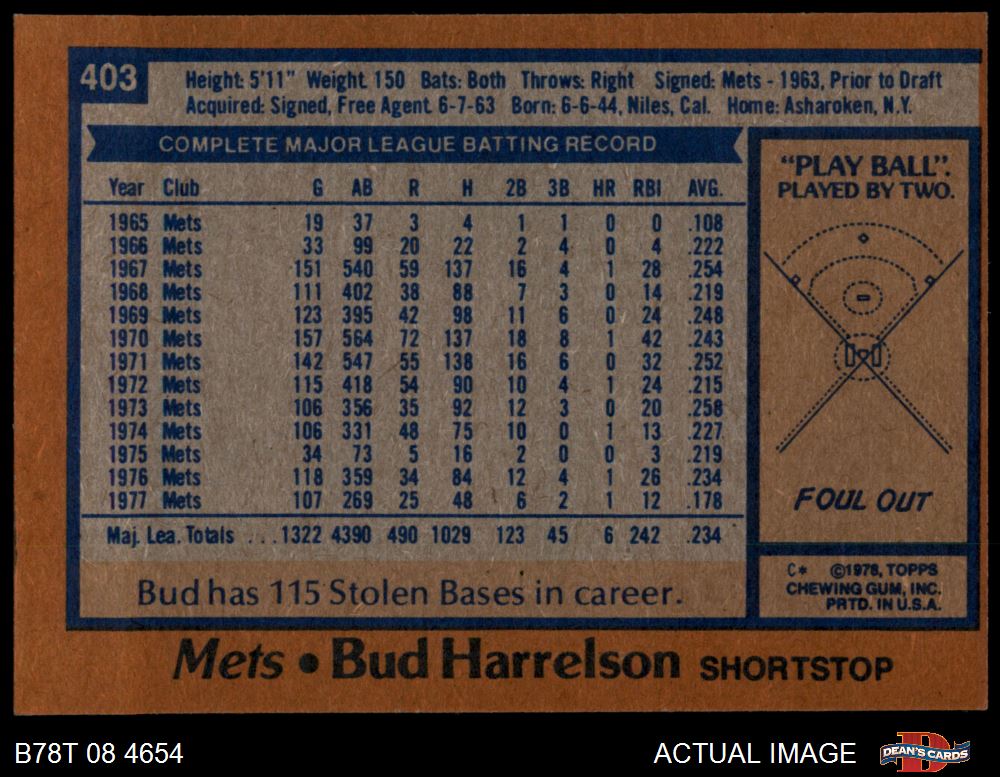 403
Height: 5'11" Weight: 150 Bats: Both Throws: Right Signed: Mets - 1963, Prior to Draft
Acquired: Signed, Free Agent 6-7-63 Born: 6-6-44, Niles, Cal. Home: Asharoken, N.Y.
COMPLETE MAJOR LEAGUE BATTING RECORD
Year Club G AB R H 2B 3B HR RBI AVG.
1965 Mets 19 37 3 4 1 1 0 0 .108
1966 Mets 33 99 20 22 2 4 0 4 .222
1967 Mets 151 540 59 137 16 4 1 28 .254
1968 Mets 111 402 38 88 7 3 0 14 .219
1969 Mets 123 395 42 98 11 6 0 24 .248
1970 Mets 157 564 72 137 18 8 1 42 .243
1971 Mets 142 547 55 138 16 6 0 32 .252
1972 Mets 115 418 54 90 10 4 1 24 .215
1973 Mets 106 356 35 92 12 3 0 20 .258
1974 Mets 106 331 48 75 10 0 1 13 .227
1975 Mets 34 73 5 16 2 0 0 3 .219
1976 Mets 118 359 34 84 12 4 1 26 .234
1977 Mets 107 269 25 48 6 2 1 12 .178
Maj. Lea. Totals ...1322 4390 490 1029 123 45 6 242 .234
Bud has 115 Stolen Bases in career.
"PLAY BALL".
PLAYED BY TWO.
FOUL OUT
C* ©1978, TOPPS
CHEWING GUM, INC.
PRTD. IN U.S.A.
Mets • Bud Harrelson SHORTSTOP
B78T 08 4654
ACTUAL IMAGE
D
DEAN'S CARDS